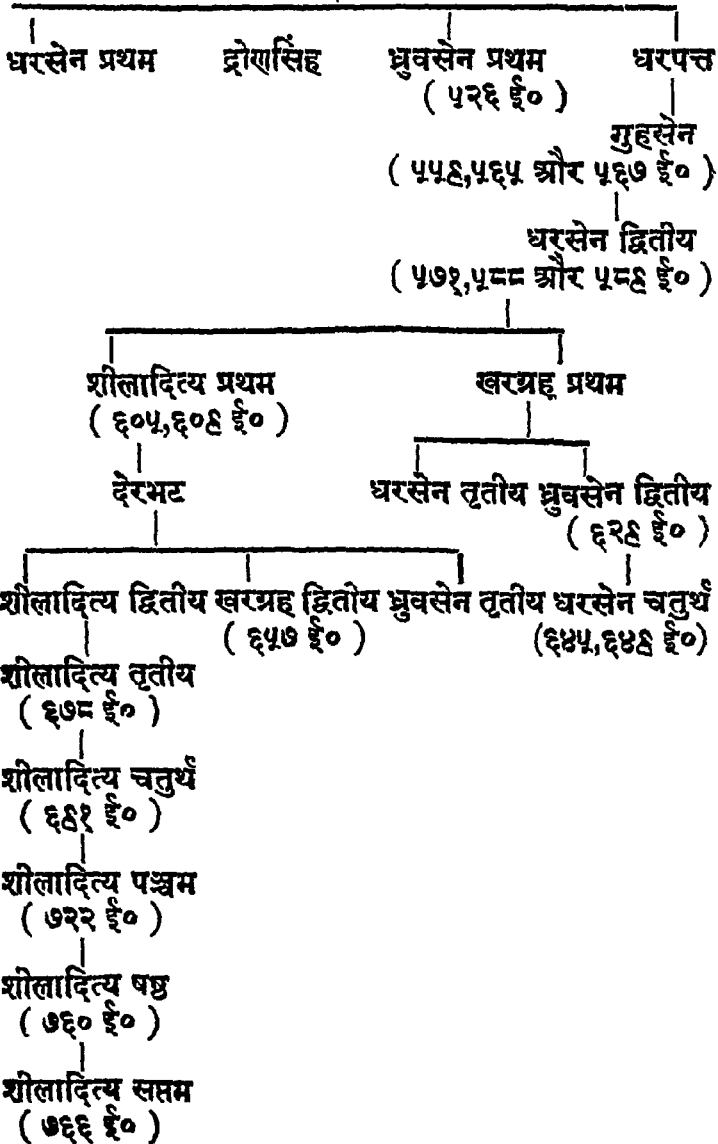 धरसेन प्रथम द्रोणसिंह ध्रुवसेन प्रथम धरपत्त
( ५२६ ई० )
गुहसेन
( ५५९,५६५ और ५६७ ई० )
धरसेन द्वितीय
( ५७१,५८८ और ५८९ ई० )
शीलादित्य प्रथम खरग्रह प्रथम
( ६०५,६०९ ई० )
देरभट धरसेन तृतीय ध्रुवसेन द्वितीय
( ६२९ ई० )
शीलादित्य द्वितीय खरग्रह द्वितीय ध्रुवसेन तृतीय धरसेन चतुर्थ
( ६५७ ई० ) (६४५,६४९ ई०)
शीलादित्य तृतीय
( ६७८ ई० )
शीलादित्य चतुर्थ
( ६९१ ई० )
शीलादित्य पञ्चम
( ७२२ ई० )
शीलादित्य षष्ठ
( ७६० ई० )
शीलादित्य सप्तम
( ७६६ ई० )